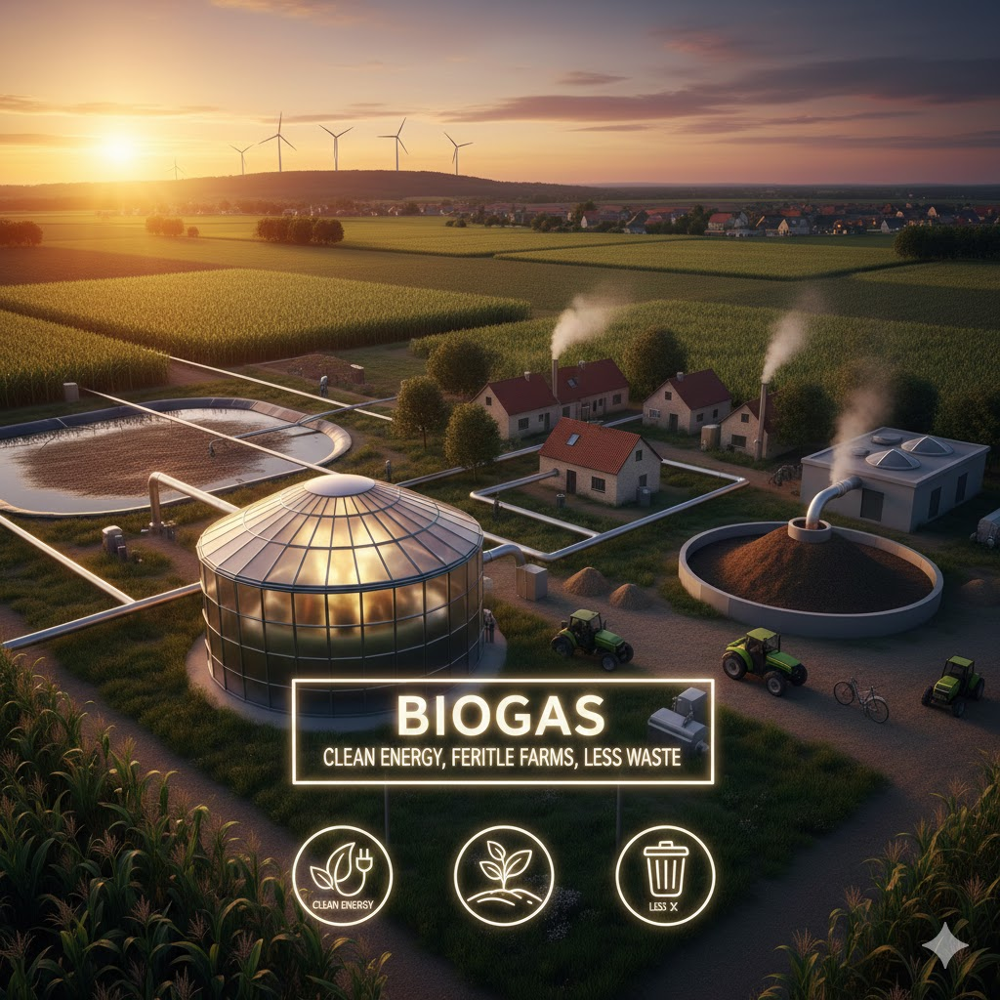 BIOGAS
CLEAN ENERGY, FERITLE FARMS, LESS WASTE
CLEAN ENERGY
LESS X